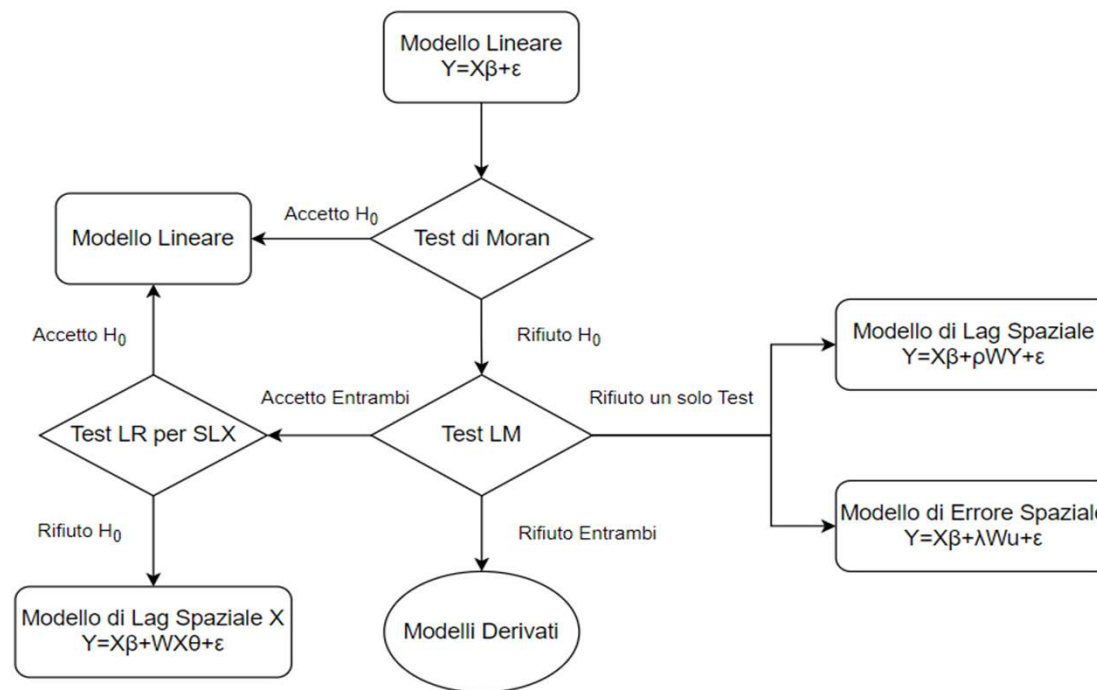 Modello Lineare
Y=Xβ+ε
Accetto H₀
Modello Lineare
Test di Moran
Accetto H₀
Rifiuto H₀
Modello di Lag Spaziale
Y=Xβ+ρWY+ε
Accetto Entrambi
Rifiuto un solo Test
Test LR per SLX
Test LM
Rifiuto H₀
Rifiuto Entrambi
Modello di Errore Spaziale
Y=Xβ+λWu+ε
Modello di Lag Spaziale X
Y=Xβ+WXθ+ε
Modelli Derivati